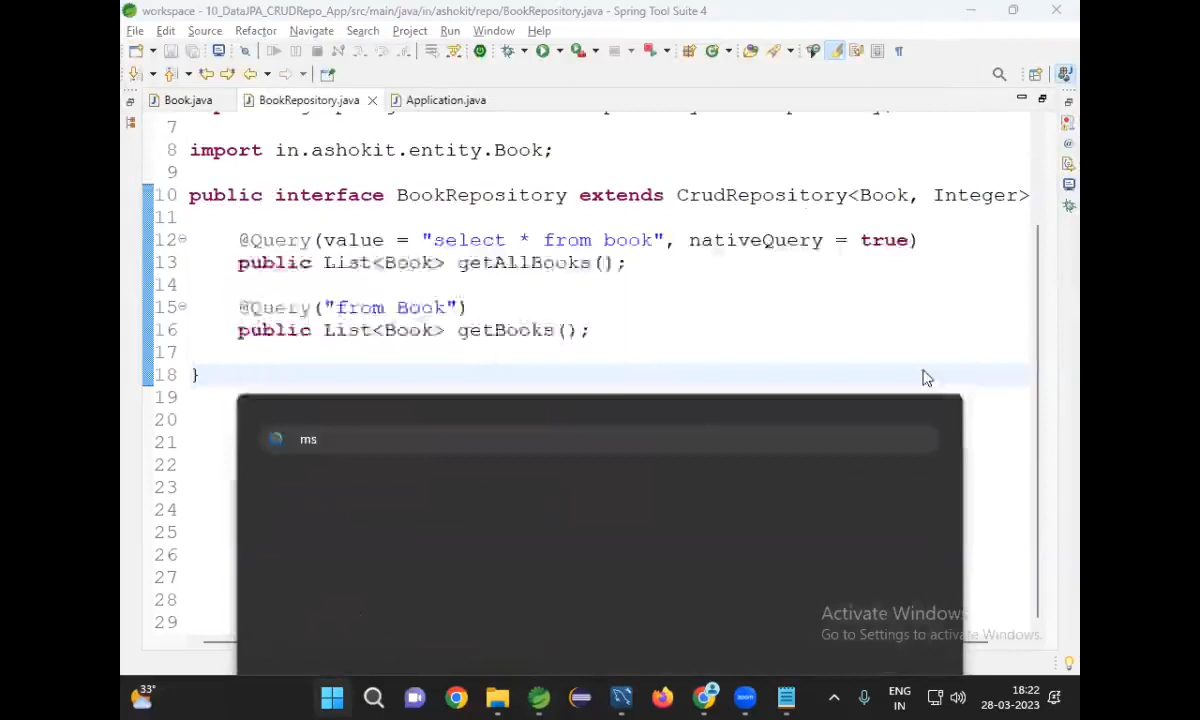 workspace - 10_DataJPA_CRUDRepo_App/src/main/java/in/ashokit/repo/BookRepository.java - Spring Tool Suite 4
File Edit Source Refactor Navigate Search Project Run Window Help
Book.java BookRepository.java Application.java
7
8 import in.ashokit.entity.Book;
9
10 public interface BookRepository extends CrudRepository<Book, Integer>
11
12 @Query(value = "select * from book", nativeQuery = true)
13 public List<Book> getAllBooks();
14
15 @Query("from Book")
16 public List<Book> getBooks();
17
18 }
19
20
21
22
23
24
25
26
27
28
29
ms
Activate Windows
Go to Settings to activate Windows.
33°
zoom
ENG
IN
18:22
28-03-2023